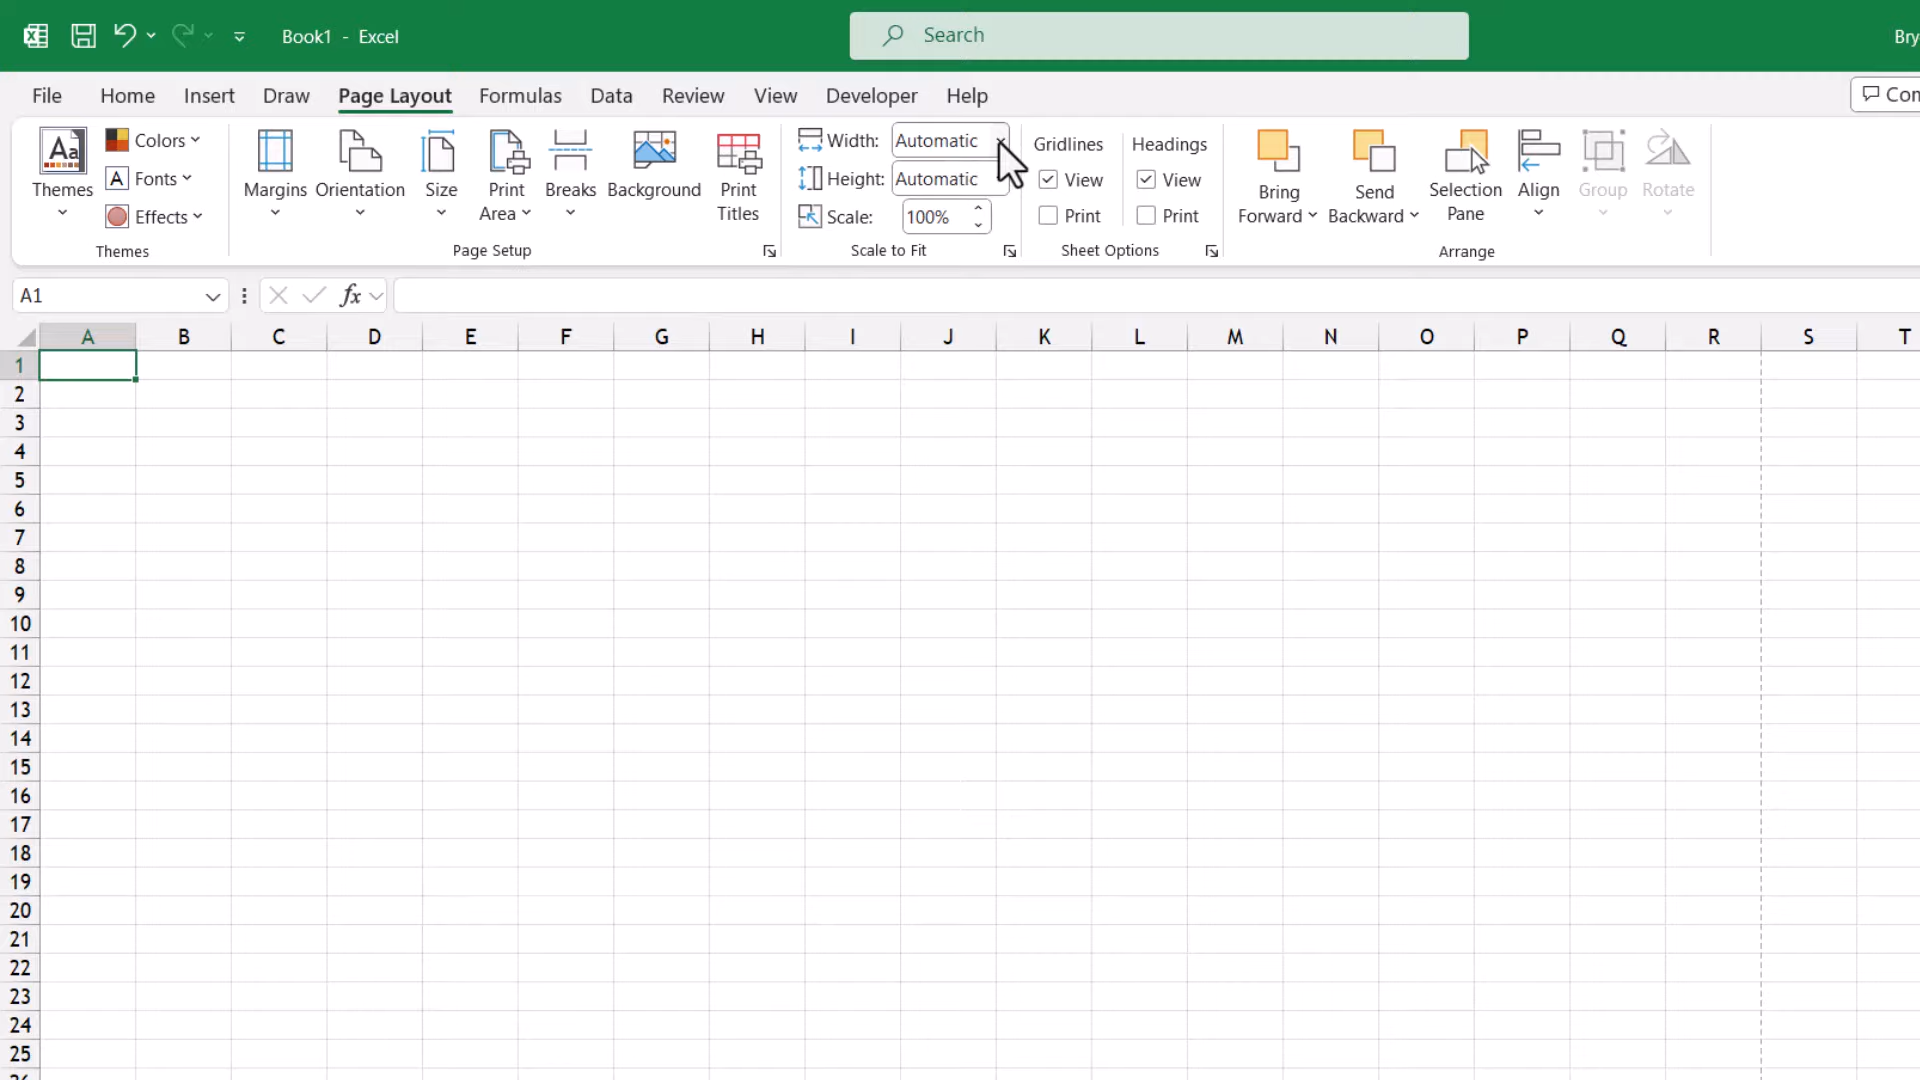 Book1 - Excel
Search
Bry
File Home Insert Draw Page Layout Formulas Data Review View Developer Help
Com
Aa Themes
Colors
A Fonts
Effects
Themes
Margins Orientation Size Print Area Breaks Background Print Titles
Page Setup
Width: Automatic
Height: Automatic
Scale: 100%
Scale to Fit
Gridlines Headings
View View
Print Print
Sheet Options
Bring Forward Send Backward Selection Pane Align Group Rotate
Arrange
A1 fx
A B C D E F G H I J K L M N O P Q R S T
1
2
3
4
5
6
7
8
9
10
11
12
13
14
15
16
17
18
19
20
21
22
23
24
25